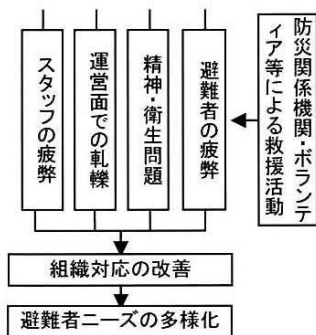 スタッフの疲弊
運営面での軋轢
精神・衛生問題
避難者の疲弊
防災関係機関・ボランテ
ィア等による救援活動
組織対応の改善
避難者ニーズの多様化